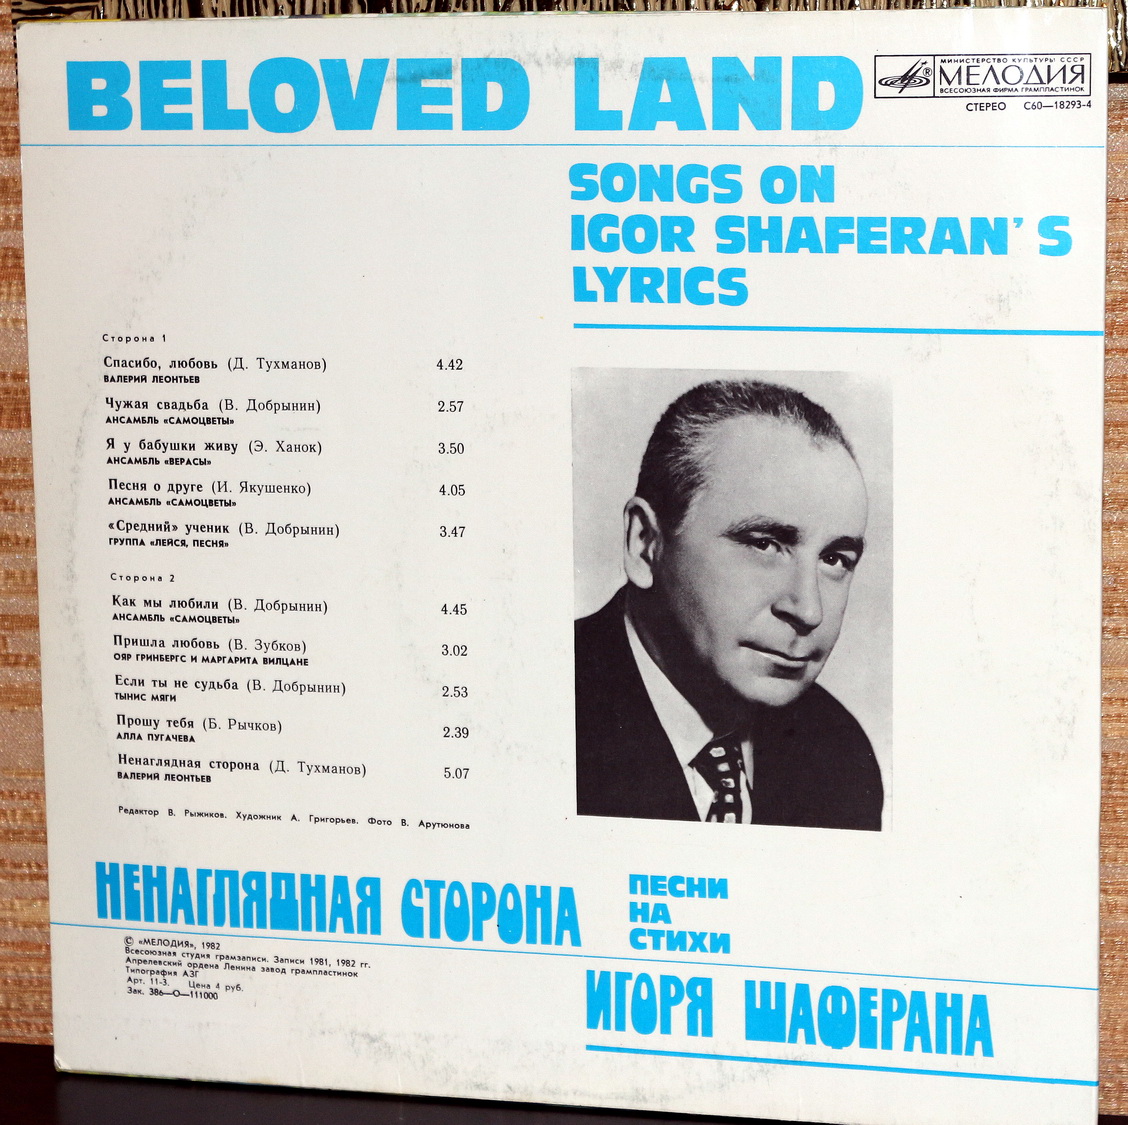 BELOVED LAND
МИНИСТЕРСТВО КУЛЬТУРЫ СССР
® МЕЛОДИЯ
ВСЕСОЮЗНАЯ ФИРМА ГРАМПЛАСТИНОК
СТЕРЕО С60—18293-4
SONGS ON
IGOR SHAFERAN'S
LYRICS
Сторона 1
Спасибо, любовь (Д. Тухманов) 4.42
ВАЛЕРИЙ ЛЕОНТЬЕВ
Чужая свадьба (В. Добрынин) 2.57
АНСАМБЛЬ «САМОЦВЕТЫ»
Я у бабушки живу (Э. Ханок) 3.50
АНСАМБЛЬ «ВЕРАСЫ»
Песня о друге (И. Якушенко) 4.05
АНСАМБЛЬ «САМОЦВЕТЫ»
«Средний» ученик (В. Добрынин) 3.47
ГРУППА «ЛЕЙСЯ, ПЕСНЯ»
Сторона 2
Как мы любили (В. Добрынин) 4.45
АНСАМБЛЬ «САМОЦВЕТЫ»
Пришла любовь (В. Зубков) 3.02
ОЯР ГРИНБЕРГС И МАРГАРИТА ВИЛЦАНЕ
Если ты не судьба (В. Добрынин) 2.53
ТЫНИС МЯГИ
Прошу тебя (Б. Рычков) 2.39
АЛЛА ПУГАЧЕВА
Ненаглядная сторона (Д. Тухманов) 5.07
ВАЛЕРИЙ ЛЕОНТЬЕВ
Редактор В. Рыжиков. Художник А. Григорьев. Фото В. Арутюнова
НЕНАГЛЯДНАЯ СТОРОНА
ПЕСНИ
НА
СТИХИ
ИГОРЯ ШАФЕРАНА
© «МЕЛОДИЯ», 1982
Всесоюзная студия грамзаписи. Записи 1981, 1982 гг.
Апрелевский ордена Ленина завод грампластинок
Типография АЗГ
Арт. 11-3. Цена 4 руб.
Зак. 386—О—111000